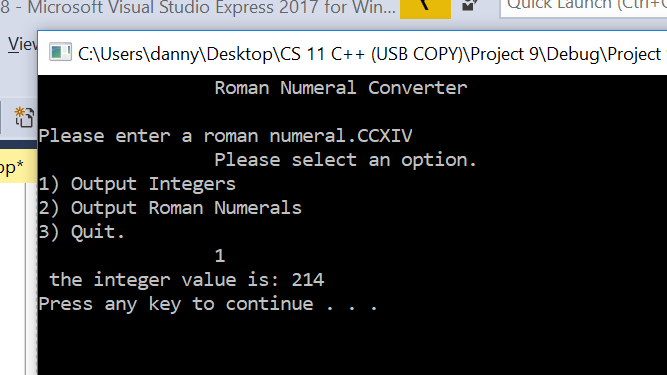 8 - Microsoft Visual Studio Express 2017 for Win...
Quick Launch (Ctrl+
View
C:\Users\danny\Desktop\CS 11 C++ (USB COPY)\Project 9\Debug\Project
Roman Numeral Converter
Please enter a roman numeral.CCXIV
Please select an option.
op*
1) Output Integers
2) Output Roman Numerals
3) Quit.
1
the integer value is: 214
Press any key to continue . . .